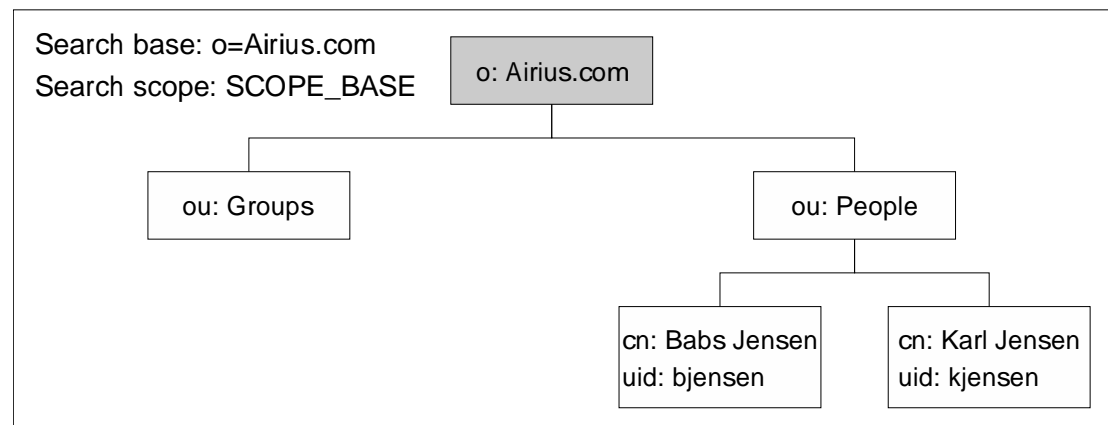 Search base: o=Airius.com
Search scope: SCOPE_BASE
o: Airius.com
ou: Groups
ou: People
cn: Babs Jensen
uid: bjensen
cn: Karl Jensen
uid: kjensen